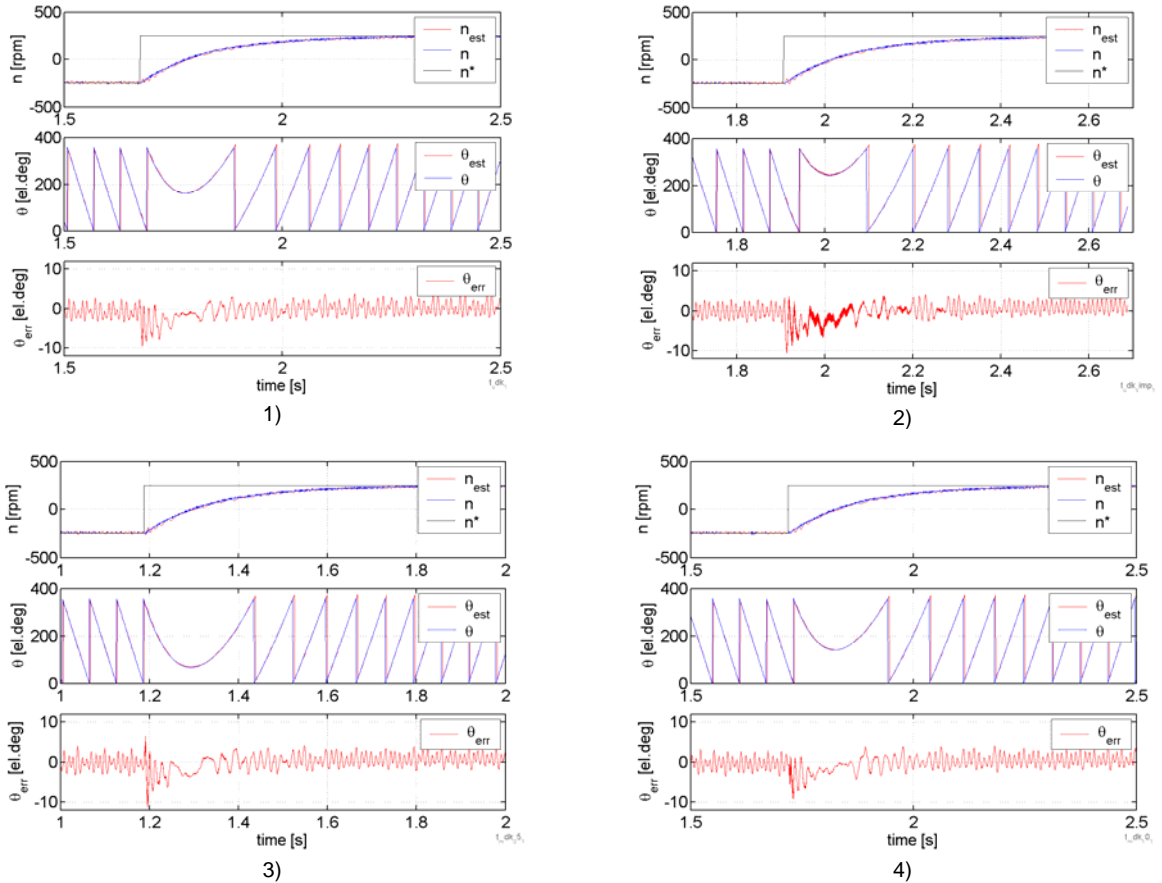 500
0
-500
n [rpm]
n_est
n
n*
1.5
2
2.5
400
200
0
θ [el.deg]
θ_est
θ
1.5
2
2.5
10
0
-10
θ_err [el.deg]
θ_err
1.5
2
2.5
time [s]
1)
500
0
-500
n [rpm]
n_est
n
n*
1.8
2
2.2
2.4
2.6
400
200
0
θ [el.deg]
θ_est
θ
1.8
2
2.2
2.4
2.6
10
0
-10
θ_err [el.deg]
θ_err
1.8
2
2.2
2.4
2.6
time [s]
2)
500
0
-500
n [rpm]
n_est
n
n*
1
1.2
1.4
1.6
1.8
2
400
200
0
θ [el.deg]
θ_est
θ
1
1.2
1.4
1.6
1.8
2
10
0
-10
θ_err [el.deg]
θ_err
1
1.2
1.4
1.6
1.8
2
time [s]
3)
500
0
-500
n [rpm]
n_est
n
n*
1.5
2
2.5
400
200
0
θ [el.deg]
θ_est
θ
1.5
2
2.5
10
0
-10
θ_err [el.deg]
θ_err
1.5
2
2.5
time [s]
4)